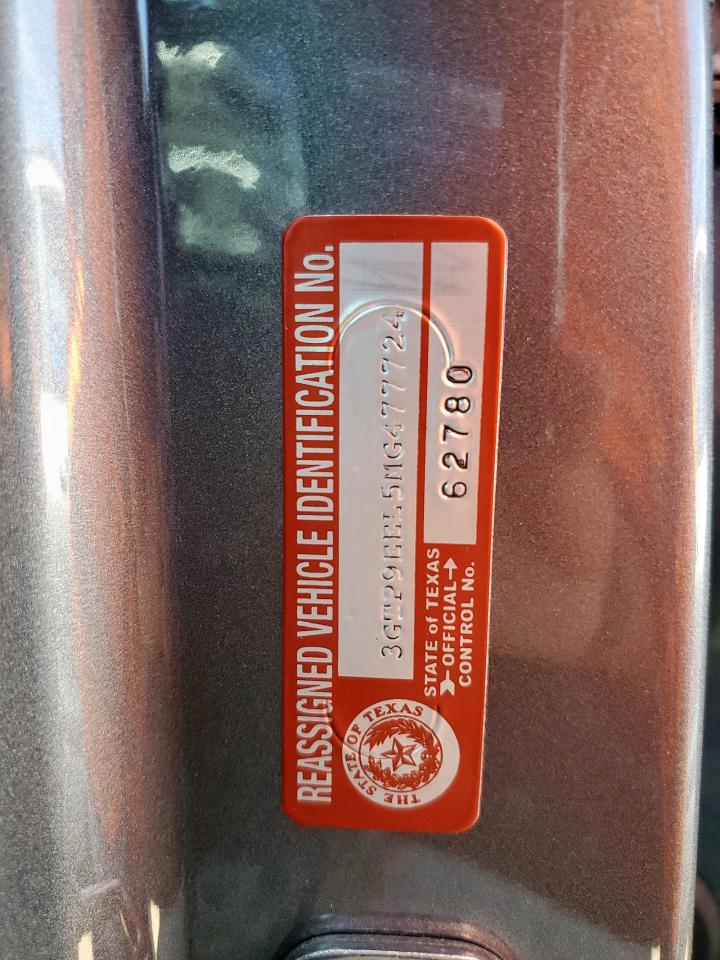 REASSIGNED VEHICLE IDENTIFICATION No.
3GTP9EEL5MG477724
STATE of TEXAS
OFFICIAL→
CONTROL No.
62780
THE STATE OF TEXAS